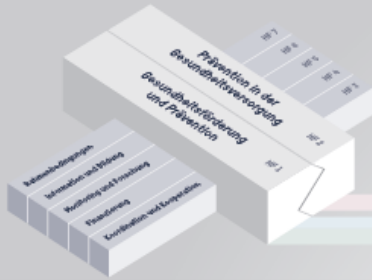 HF 7
HF 6
HF 5
HF 4
HF 3
Prävention in der
Gesundheitsversorgung
HF
2
Gesundheitsförderung
und Prävention
HF
1
Rahmenbedingungen
Information und Bildung
Monitoring und Forschung
Finanzierung
Koordination und Kooperation